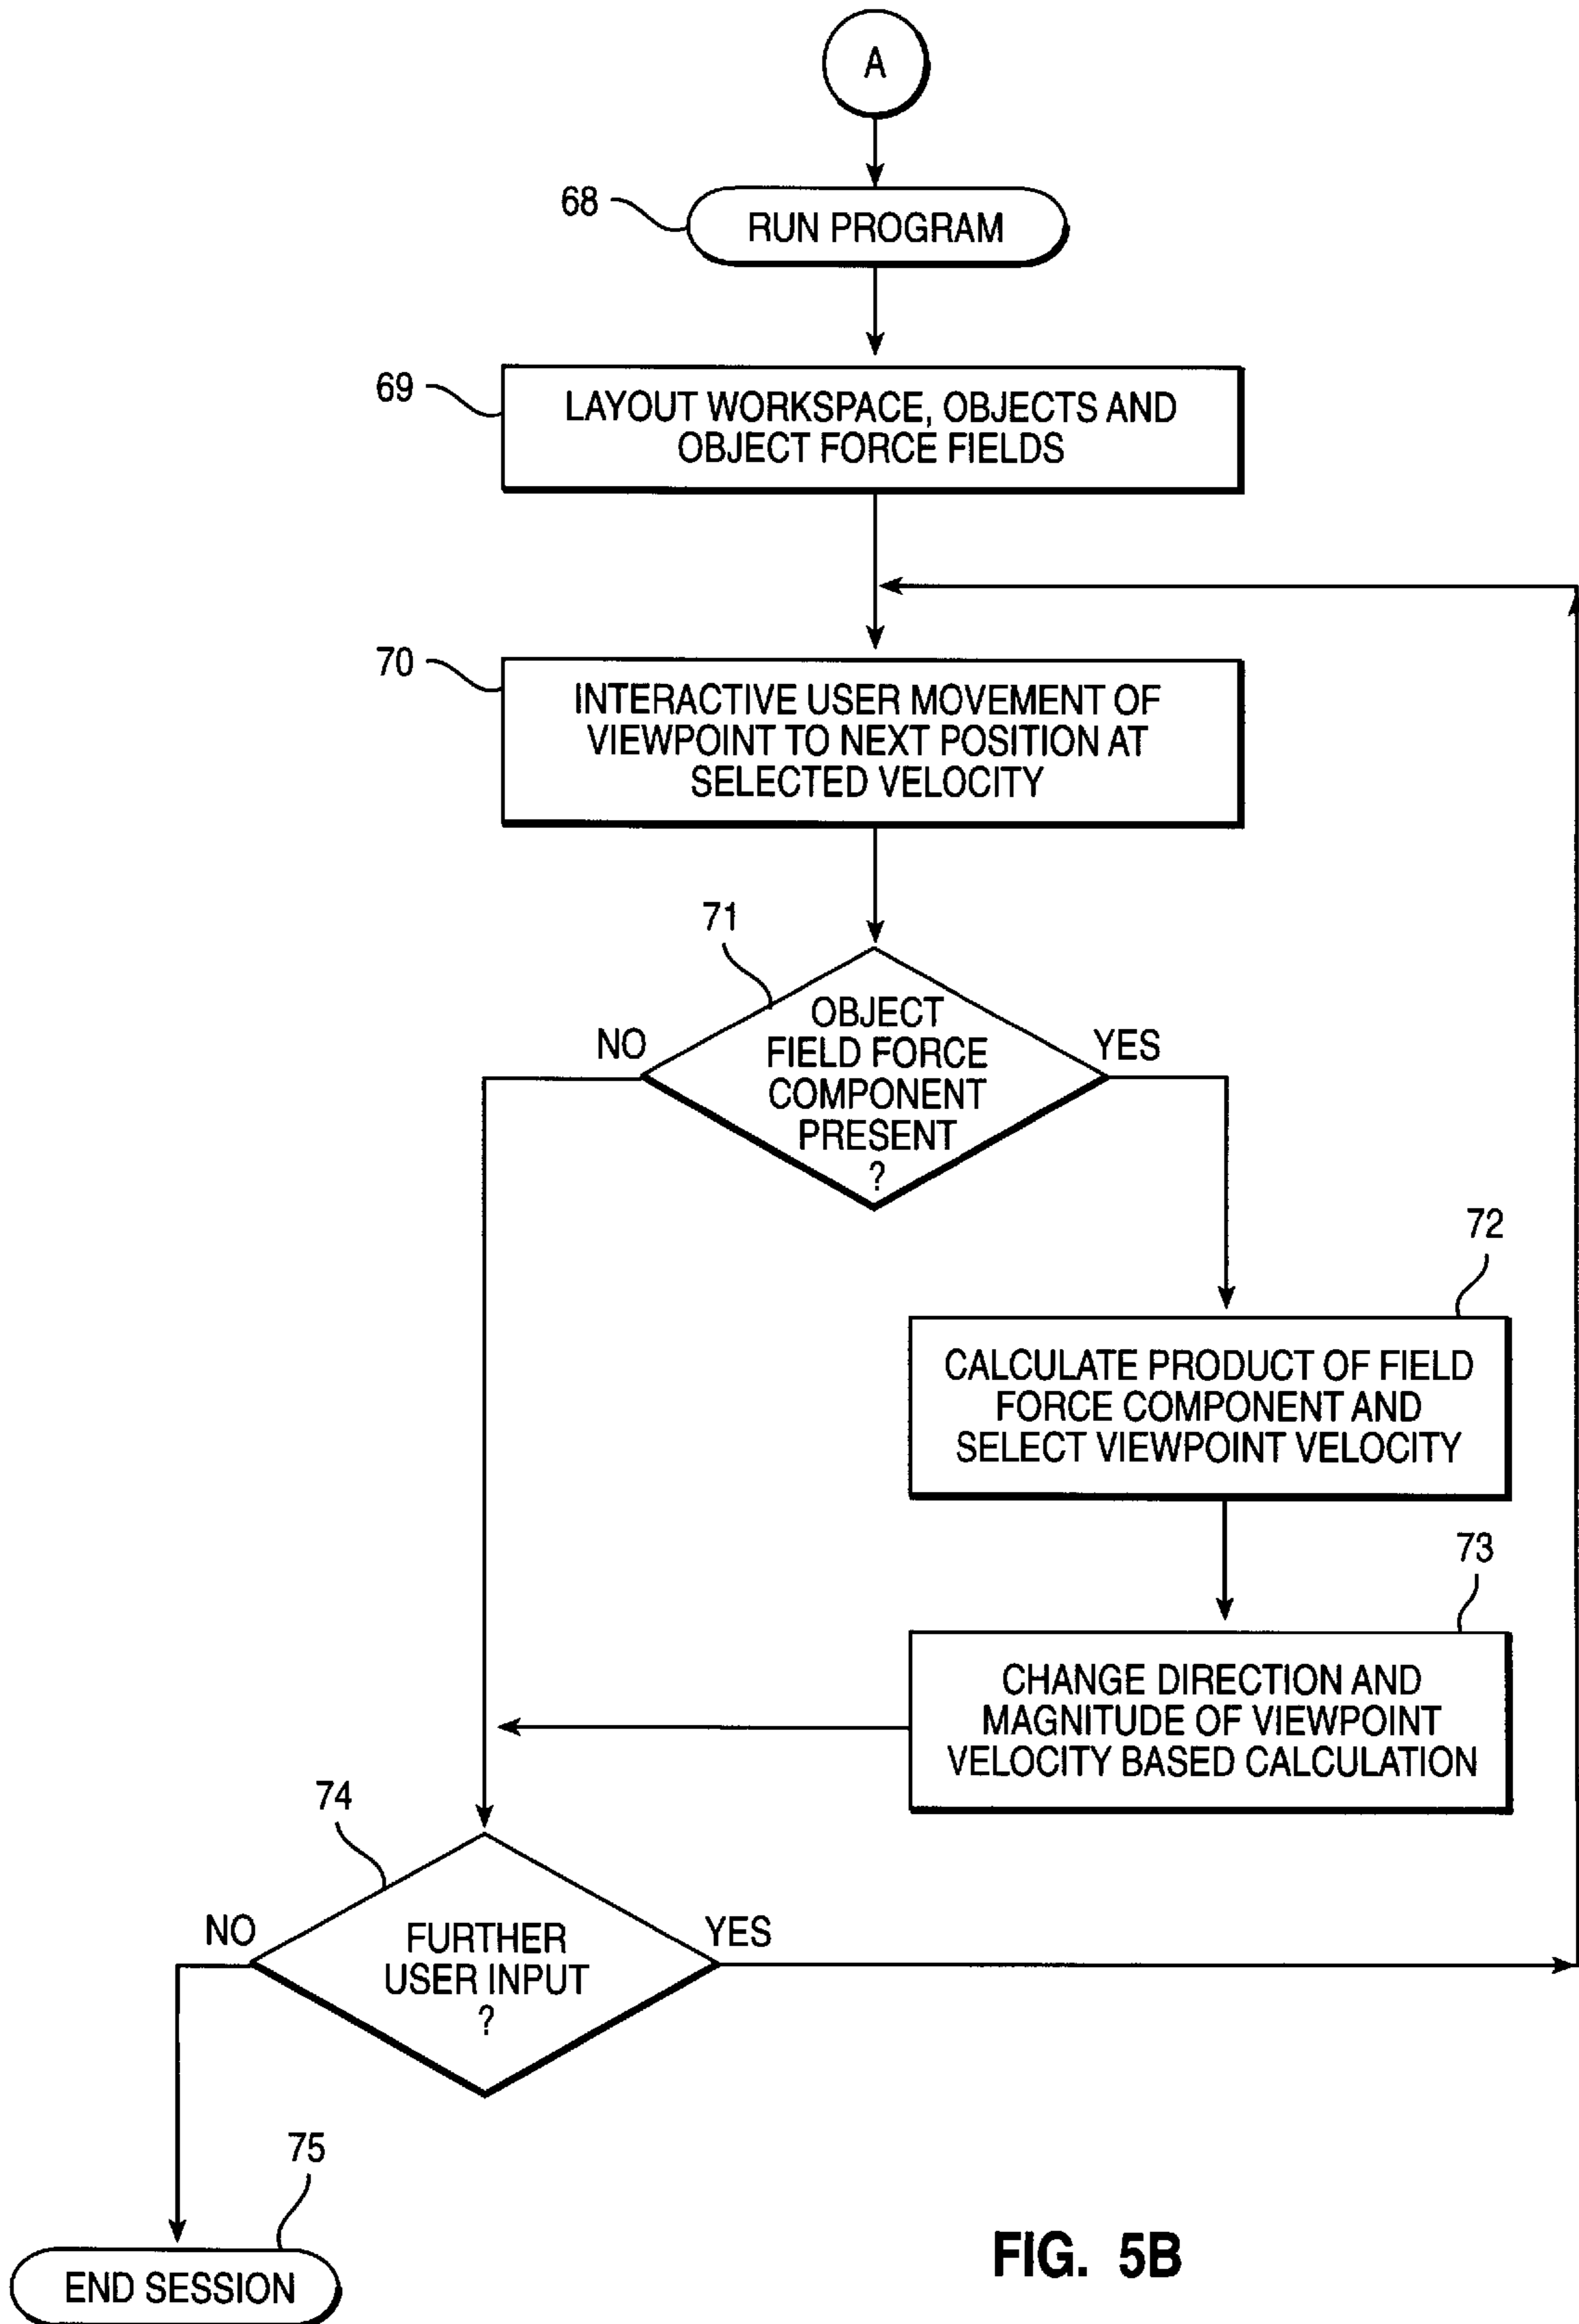 A
68
RUN PROGRAM
69
LAYOUT WORKSPACE, OBJECTS AND
OBJECT FORCE FIELDS
70
INTERACTIVE USER MOVEMENT OF
VIEWPOINT TO NEXT POSITION AT
SELECTED VELOCITY
71
OBJECT
FIELD FORCE
COMPONENT
PRESENT
?
NO
YES
72
CALCULATE PRODUCT OF FIELD
FORCE COMPONENT AND
SELECT VIEWPOINT VELOCITY
73
CHANGE DIRECTION AND
MAGNITUDE OF VIEWPOINT
VELOCITY BASED CALCULATION
74
FURTHER
USER INPUT
?
NO
YES
75
END SESSION
FIG. 5B